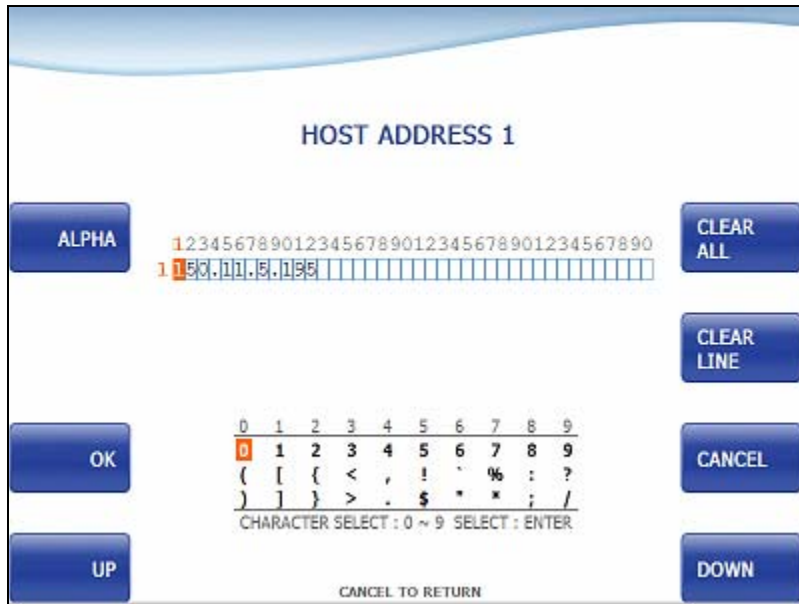 HOST ADDRESS 1
ALPHA
1234567890123456789012345678901234567890
1 150.11.5.195
CLEAR ALL
CLEAR LINE
0 1 2 3 4 5 6 7 8 9
0 1 2 3 4 5 6 7 8 9
( [ { < , ! ` % : ?
) ] } > . $ " * ; /
CHARACTER SELECT : 0 ~ 9 SELECT : ENTER
OK
CANCEL
UP
DOWN
CANCEL TO RETURN